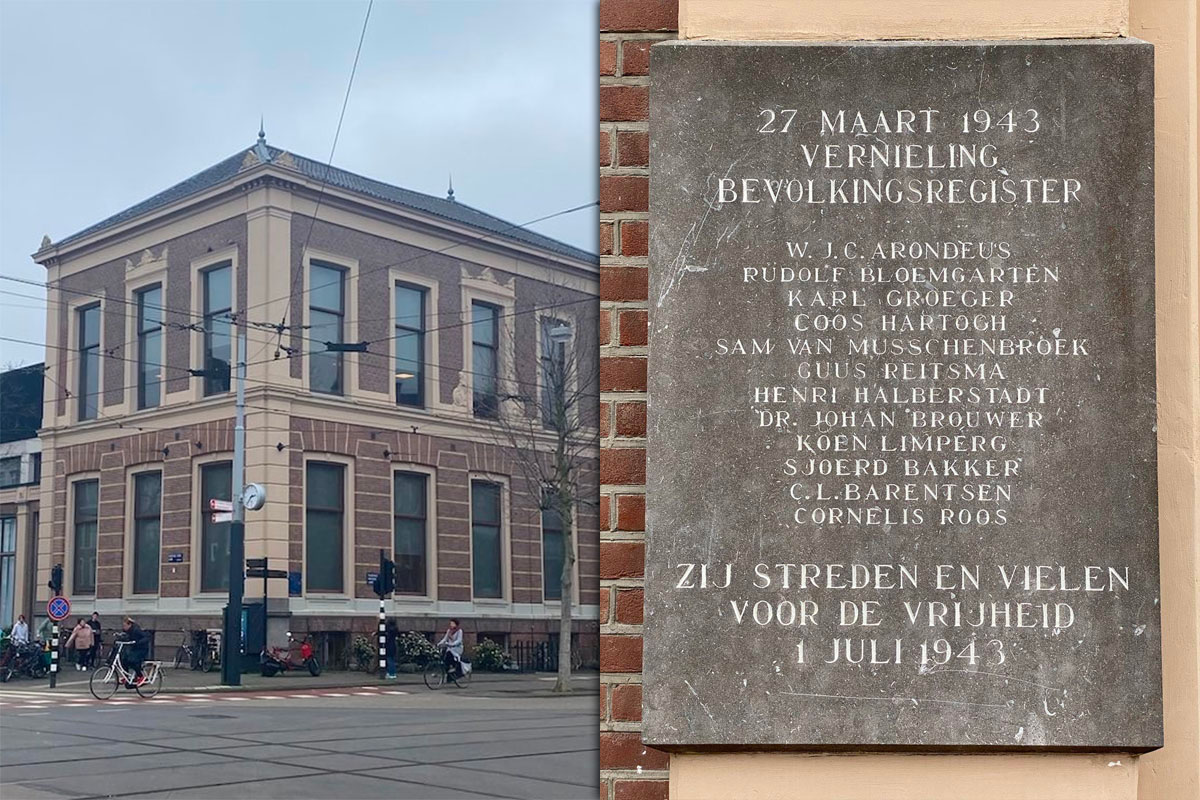 27 MAART 1943
VERNIELING
BEVOLKINGSREGISTER
W. J. C. ARONDEUS
RUDOLF BLOEMGARTEN
KARL GROEGER
COOS HARTOGH
SAM VAN MUSSCHENBROEK
GUUS REITSMA
HENRI HALBERSTADT
DR. JOHAN BROUWER
KOEN LIMPERG
SJOERD BAKKER
C. L. BARENTSEN
CORNELIS ROOS
ZIJ STREDEN EN VIELEN
VOOR DE VRIJHEID
1 JULI 1943